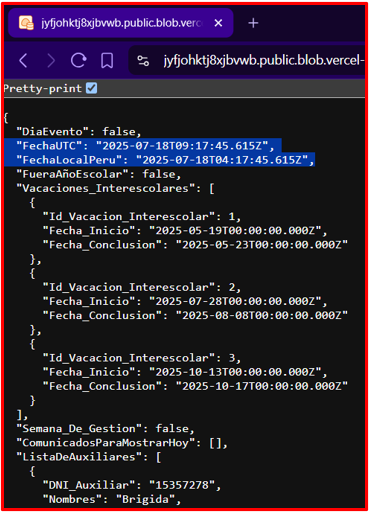 jyfjohktj8xjbvwb.public.blob.verc
jyfjohktj8xjbvwb.public.blob.vercel-
Pretty-print
{
"DiaEvento": false,
"FechaUTC": "2025-07-18T09:17:45.615Z",
"FechaLocalPeru": "2025-07-18T04:17:45.615Z",
"FueraAñoEscolar": false,
"Vacaciones_Interescolares": [
{
"Id_Vacacion_Interescolar": 1,
"Fecha_Inicio": "2025-05-19T00:00:00.000Z",
"Fecha_Conclusion": "2025-05-23T00:00:00.000Z"
},
{
"Id_Vacacion_Interescolar": 2,
"Fecha_Inicio": "2025-07-28T00:00:00.000Z",
"Fecha_Conclusion": "2025-08-08T00:00:00.000Z"
},
{
"Id_Vacacion_Interescolar": 3,
"Fecha_Inicio": "2025-10-13T00:00:00.000Z",
"Fecha_Conclusion": "2025-10-17T00:00:00.000Z"
}
],
"Semana_De_Gestion": false,
"ComunicadosParaMostrarHoy": [],
"ListaDeAuxiliares": [
{
"DNI_Auxiliar": "15357278",
"Nombres": "Brigida",